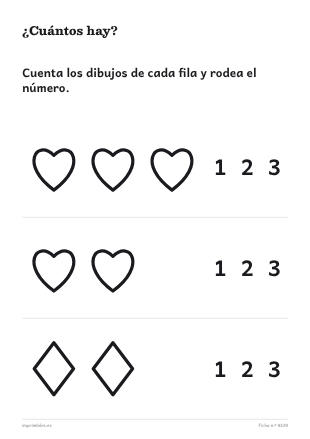 ¿Cuántos hay?
Cuenta los dibujos de cada fila y rodea el
número.
1 2 3
1 2 3
1 2 3